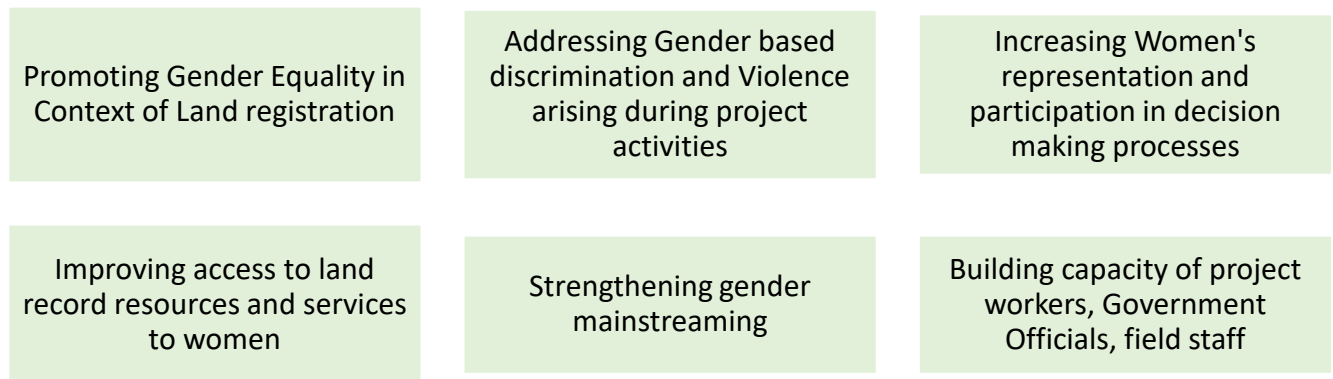 Promoting Gender Equality in
Context of Land registration
Addressing Gender based
discrimination and Violence
arising during project
activities
Increasing Women's
representation and
participation in decision
making processes
Improving access to land
record resources and services
to women
Strengthening gender
mainstreaming
Building capacity of project
workers, Government
Officials, field staff